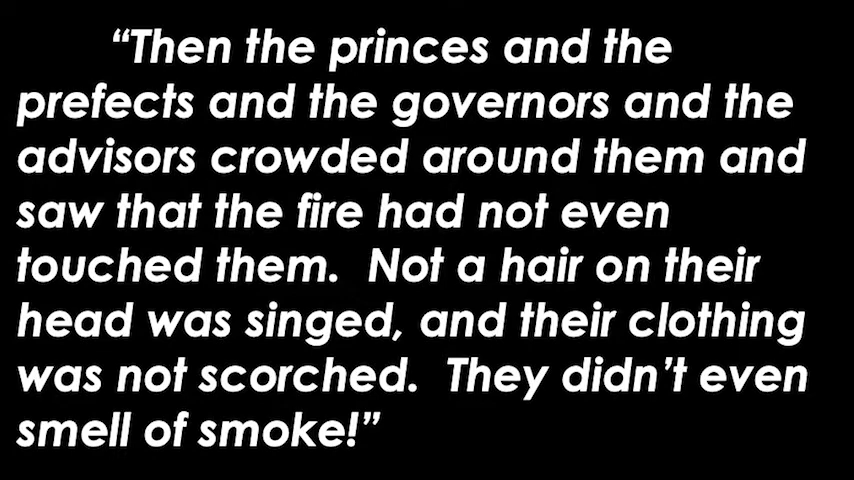 “Then the princes and the
prefects and the governors and the
advisors crowded around them and
saw that the fire had not even
touched them.  Not a hair on their
head was singed, and their clothing
was not scorched.  They didn’t even
smell of smoke!”